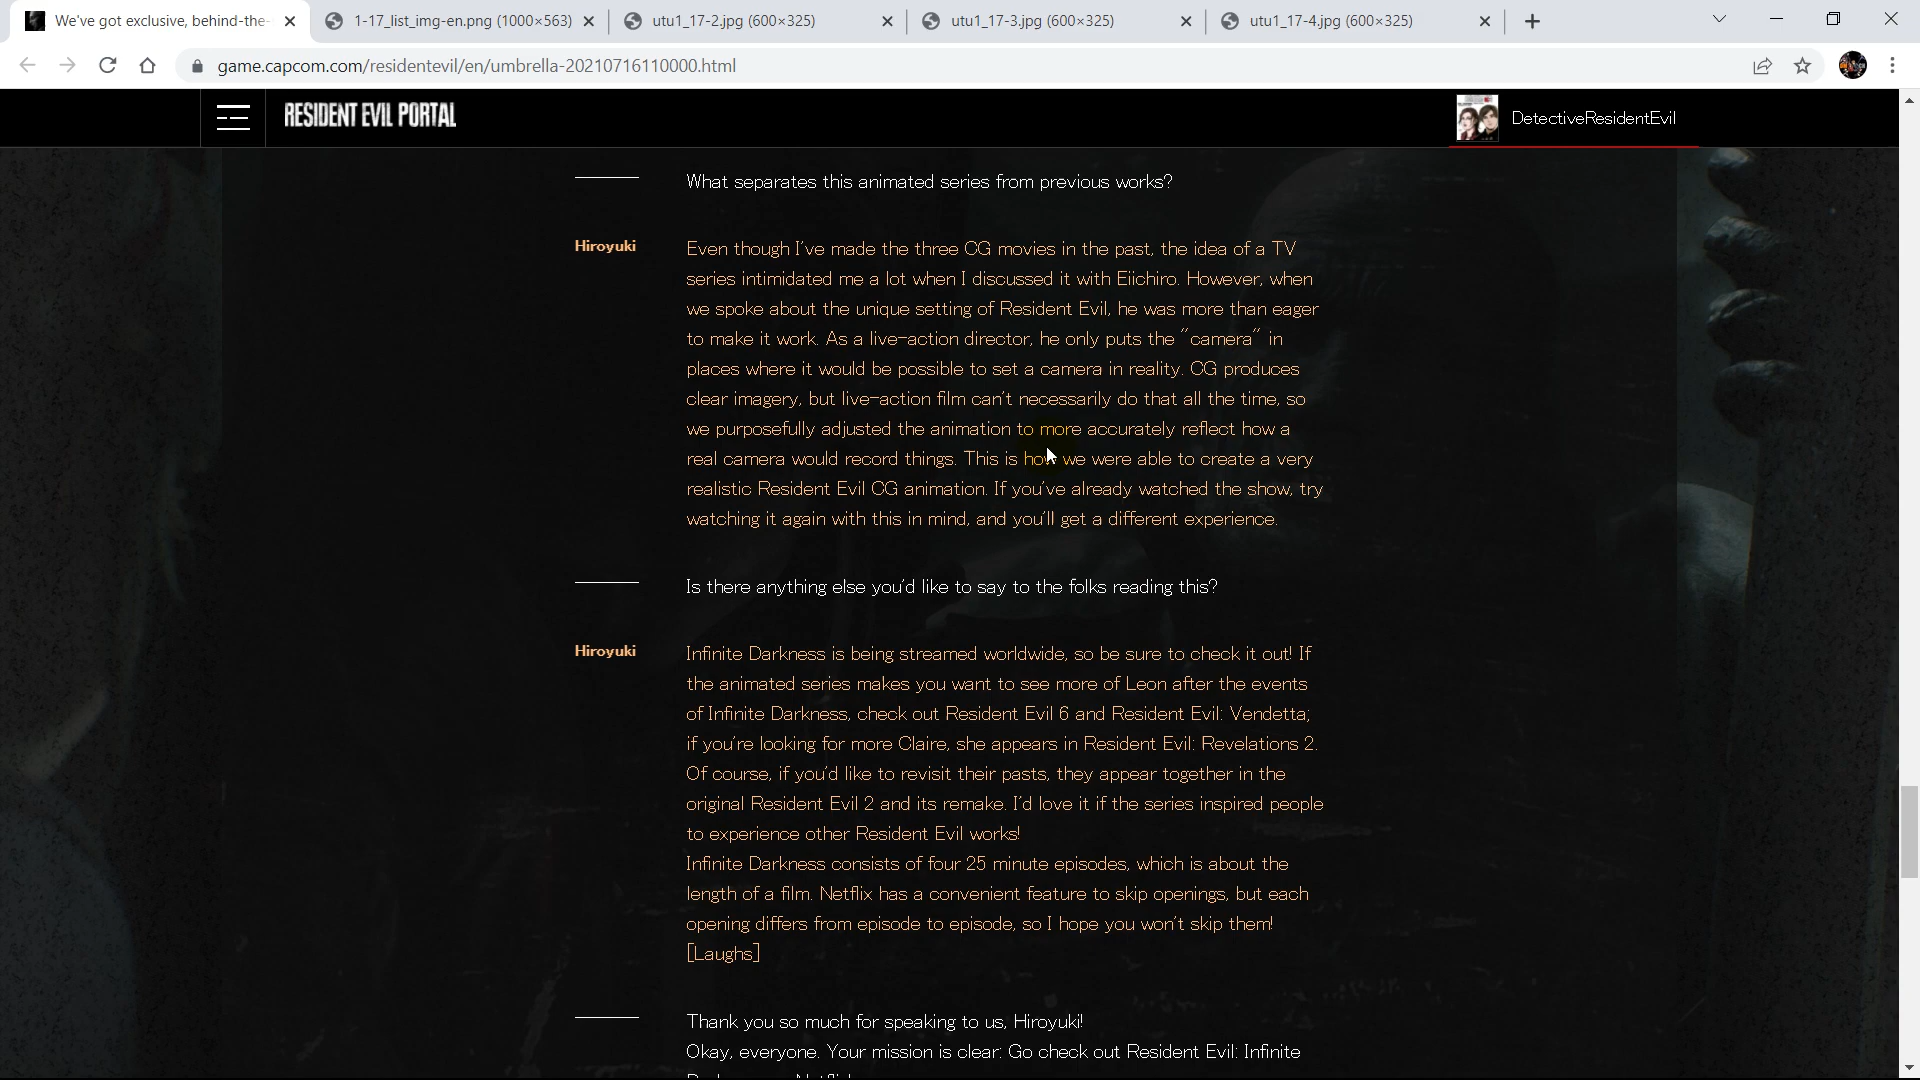 We've got exclusive, behind-the-
1-17_list_img-en.png (1000×563)
utu1_17-2.jpg (600×325)
utu1_17-3.jpg (600×325)
utu1_17-4.jpg (600×325)
game.capcom.com/residentevil/en/umbrella-20210716110000.html
RESIDENT EVIL PORTAL
DetectiveResidentEvil
What separates this animated series from previous works?
Hiroyuki
Even though I've made the three CG movies in the past, the idea of a TV
series intimidated me a lot when I discussed it with Eiichiro. However, when
we spoke about the unique setting of Resident Evil, he was more than eager
to make it work. As a live-action director, he only puts the "camera" in
places where it would be possible to set a camera in reality. CG produces
clear imagery, but live-action film can't necessarily do that all the time, so
we purposefully adjusted the animation to more accurately reflect how a
real camera would record things. This is how we were able to create a very
realistic Resident Evil CG animation. If you've already watched the show, try
watching it again with this in mind, and you'll get a different experience.
Is there anything else you'd like to say to the folks reading this?
Hiroyuki
Infinite Darkness is being streamed worldwide, so be sure to check it out! If
the animated series makes you want to see more of Leon after the events
of Infinite Darkness, check out Resident Evil 6 and Resident Evil: Vendetta;
if you're looking for more Claire, she appears in Resident Evil: Revelations 2.
Of course, if you'd like to revisit their pasts, they appear together in the
original Resident Evil 2 and its remake. I'd love it if the series inspired people
to experience other Resident Evil works!
Infinite Darkness consists of four 25 minute episodes, which is about the
length of a film. Netflix has a convenient feature to skip openings, but each
opening differs from episode to episode, so I hope you won't skip them!
[Laughs]
Thank you so much for speaking to us, Hiroyuki!
Okay, everyone. Your mission is clear: Go check out Resident Evil: Infinite